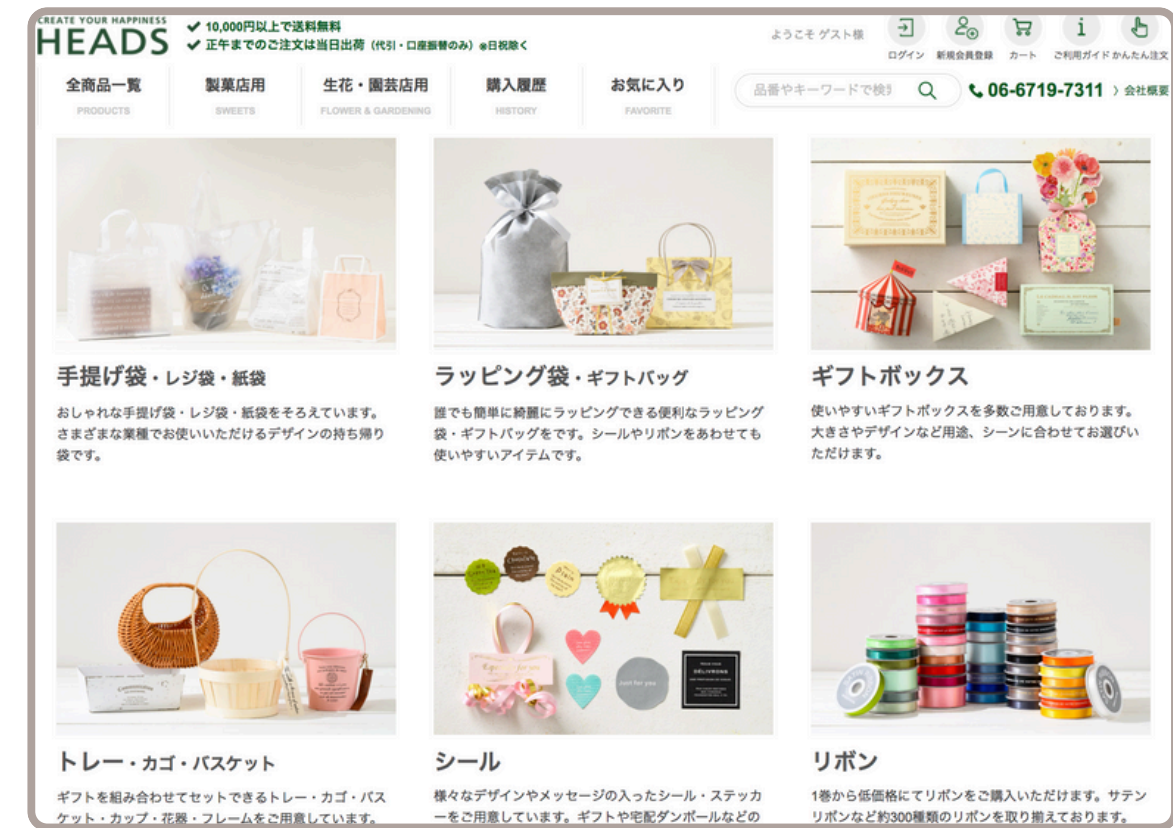 CREATE YOUR HAPPINESS
HEADS
✔ 10,000円以上で送料無料
✔ 正午までのご注文は当日出荷（代引・口座振替のみ）※日祝除く
ようこそ ゲスト様
ログイン 新規会員登録 カート ご利用ガイド かんたん注文
全商品一覧 製菓店用 生花・園芸店用 購入履歴 お気に入り
PRODUCTS SWEETS FLOWER & GARDENING HISTORY FAVORITE
品番やキーワードで検索
06-6719-7311 〉会社概要
手提げ袋・レジ袋・紙袋
おしゃれな手提げ袋・レジ袋・紙袋をそろえています。
さまざまな業種でお使いいただけるデザインの持ち帰り
袋です。
ラッピング袋・ギフトバッグ
誰でも簡単に綺麗にラッピングできる便利なラッピング
袋・ギフトバッグをです。シールやリボンをあわせても
使いやすいアイテムです。
ギフトボックス
使いやすいギフトボックスを多数ご用意しております。
大きさやデザインなど用途、シーンに合わせてお選びい
ただけます。
Just for you
DÉLIVRONS
トレー・カゴ・バスケット
ギフトを組み合わせてセットできるトレー・カゴ・バス
ケット・カップ・花器・フレームをご用意しています。
シール
様々なデザインやメッセージの入ったシール・ステッカ
ーをご用意しています。ギフトや宅配ダンボールなどの
リボン
1巻から低価格にてリボンをご購入いただけます。サテン
リボンなど約300種類のリボンを取り揃えております。